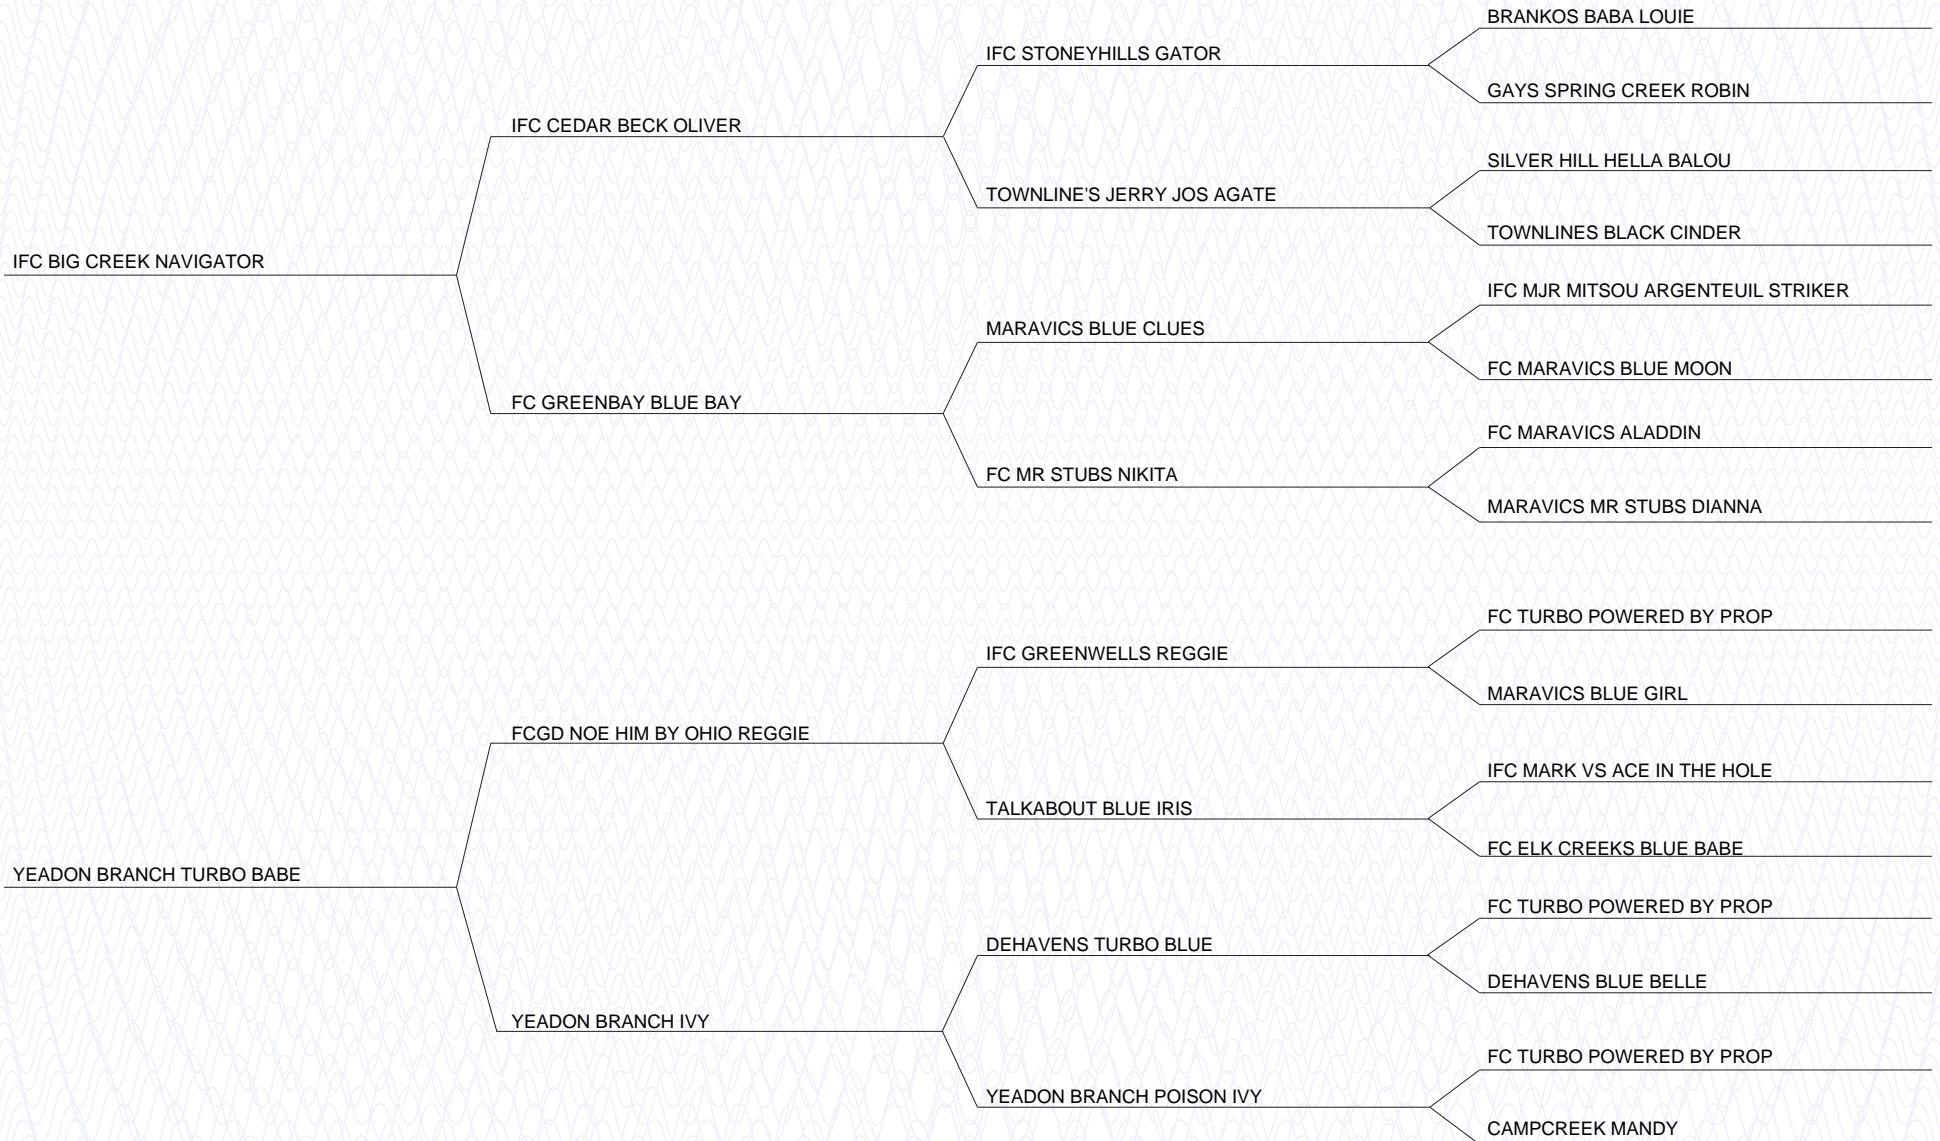 BRANKOS BABA LOUIE
IFC STONEYHILLS GATOR
GAYS SPRING CREEK ROBIN
IFC CEDAR BECK OLIVER
SILVER HILL HELLA BALOU
TOWNLINE'S JERRY JOS AGATE
TOWNLINES BLACK CINDER
IFC BIG CREEK NAVIGATOR
IFC MJR MITSOU ARGENTEUIL STRIKER
MARAVICS BLUE CLUES
FC MARAVICS BLUE MOON
FC GREENBAY BLUE BAY
FC MARAVICS ALADDIN
FC MR STUBS NIKITA
MARAVICS MR STUBS DIANNA
FC TURBO POWERED BY PROP
IFC GREENWELLS REGGIE
MARAVICS BLUE GIRL
FCGD NOE HIM BY OHIO REGGIE
IFC MARK VS ACE IN THE HOLE
TALKABOUT BLUE IRIS
FC ELK CREEKS BLUE BABE
YEADON BRANCH TURBO BABE
FC TURBO POWERED BY PROP
DEHAVENS TURBO BLUE
DEHAVENS BLUE BELLE
YEADON BRANCH IVY
FC TURBO POWERED BY PROP
YEADON BRANCH POISON IVY
CAMPCREEK MANDY